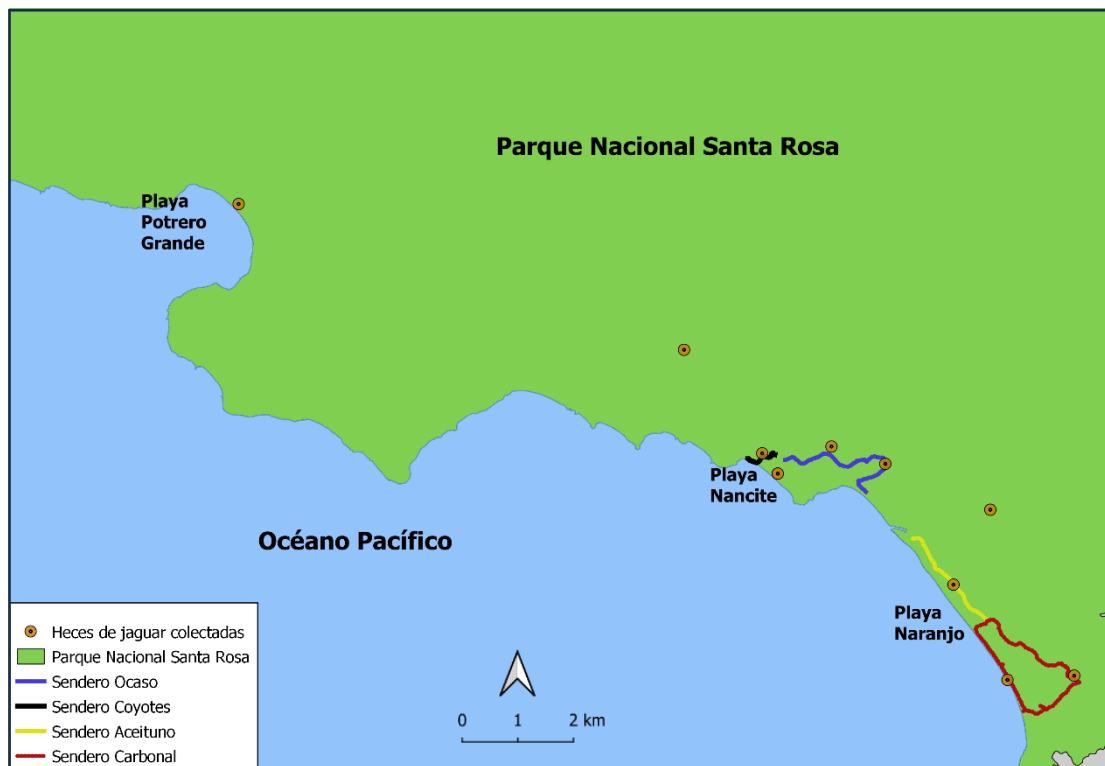 Parque Nacional Santa Rosa
Playa
Potrero
Grande
Playa
Nancite
Océano Pacífico
Playa
Naranjo
Heces de jaguar colectadas
Parque Nacional Santa Rosa
Sendero Ocaso
Sendero Coyotes
Sendero Aceituno
Sendero Carbonal
0 1 2 km